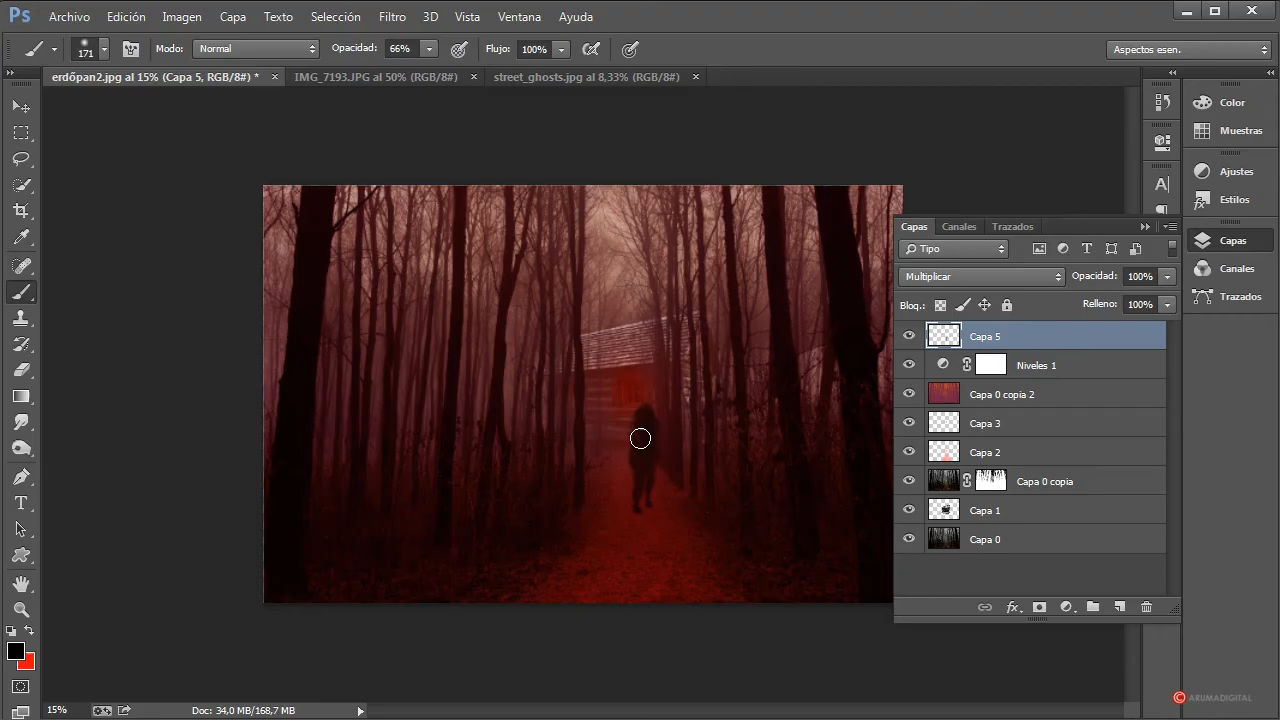 Ps Archivo Edición Imagen Capa Texto Selección Filtro 3D Vista Ventana Ayuda
171 Modo: Normal Opacidad: 66% Flujo: 100% Aspectos esen.
erdőpan2.jpg al 15% (Capa 5, RGB/8#) * × IMG_7193.JPG al 50% (RGB/8#) × street_ghosts.jpg al 8,33% (RGB/8#) ×
Color
Muestras
Ajustes
Estilos
Capas
Canales
Trazados
Capas Canales Trazados
Tipo
Multiplicar Opacidad: 100%
Bloq.: Relleno: 100%
Capa 5
Niveles 1
Capa 0 copia 2
Capa 3
Capa 2
Capa 0 copia
Capa 1
Capa 0
fx
15% Doc: 34,0 MB/168,7 MB
© ARUMADIGITAL